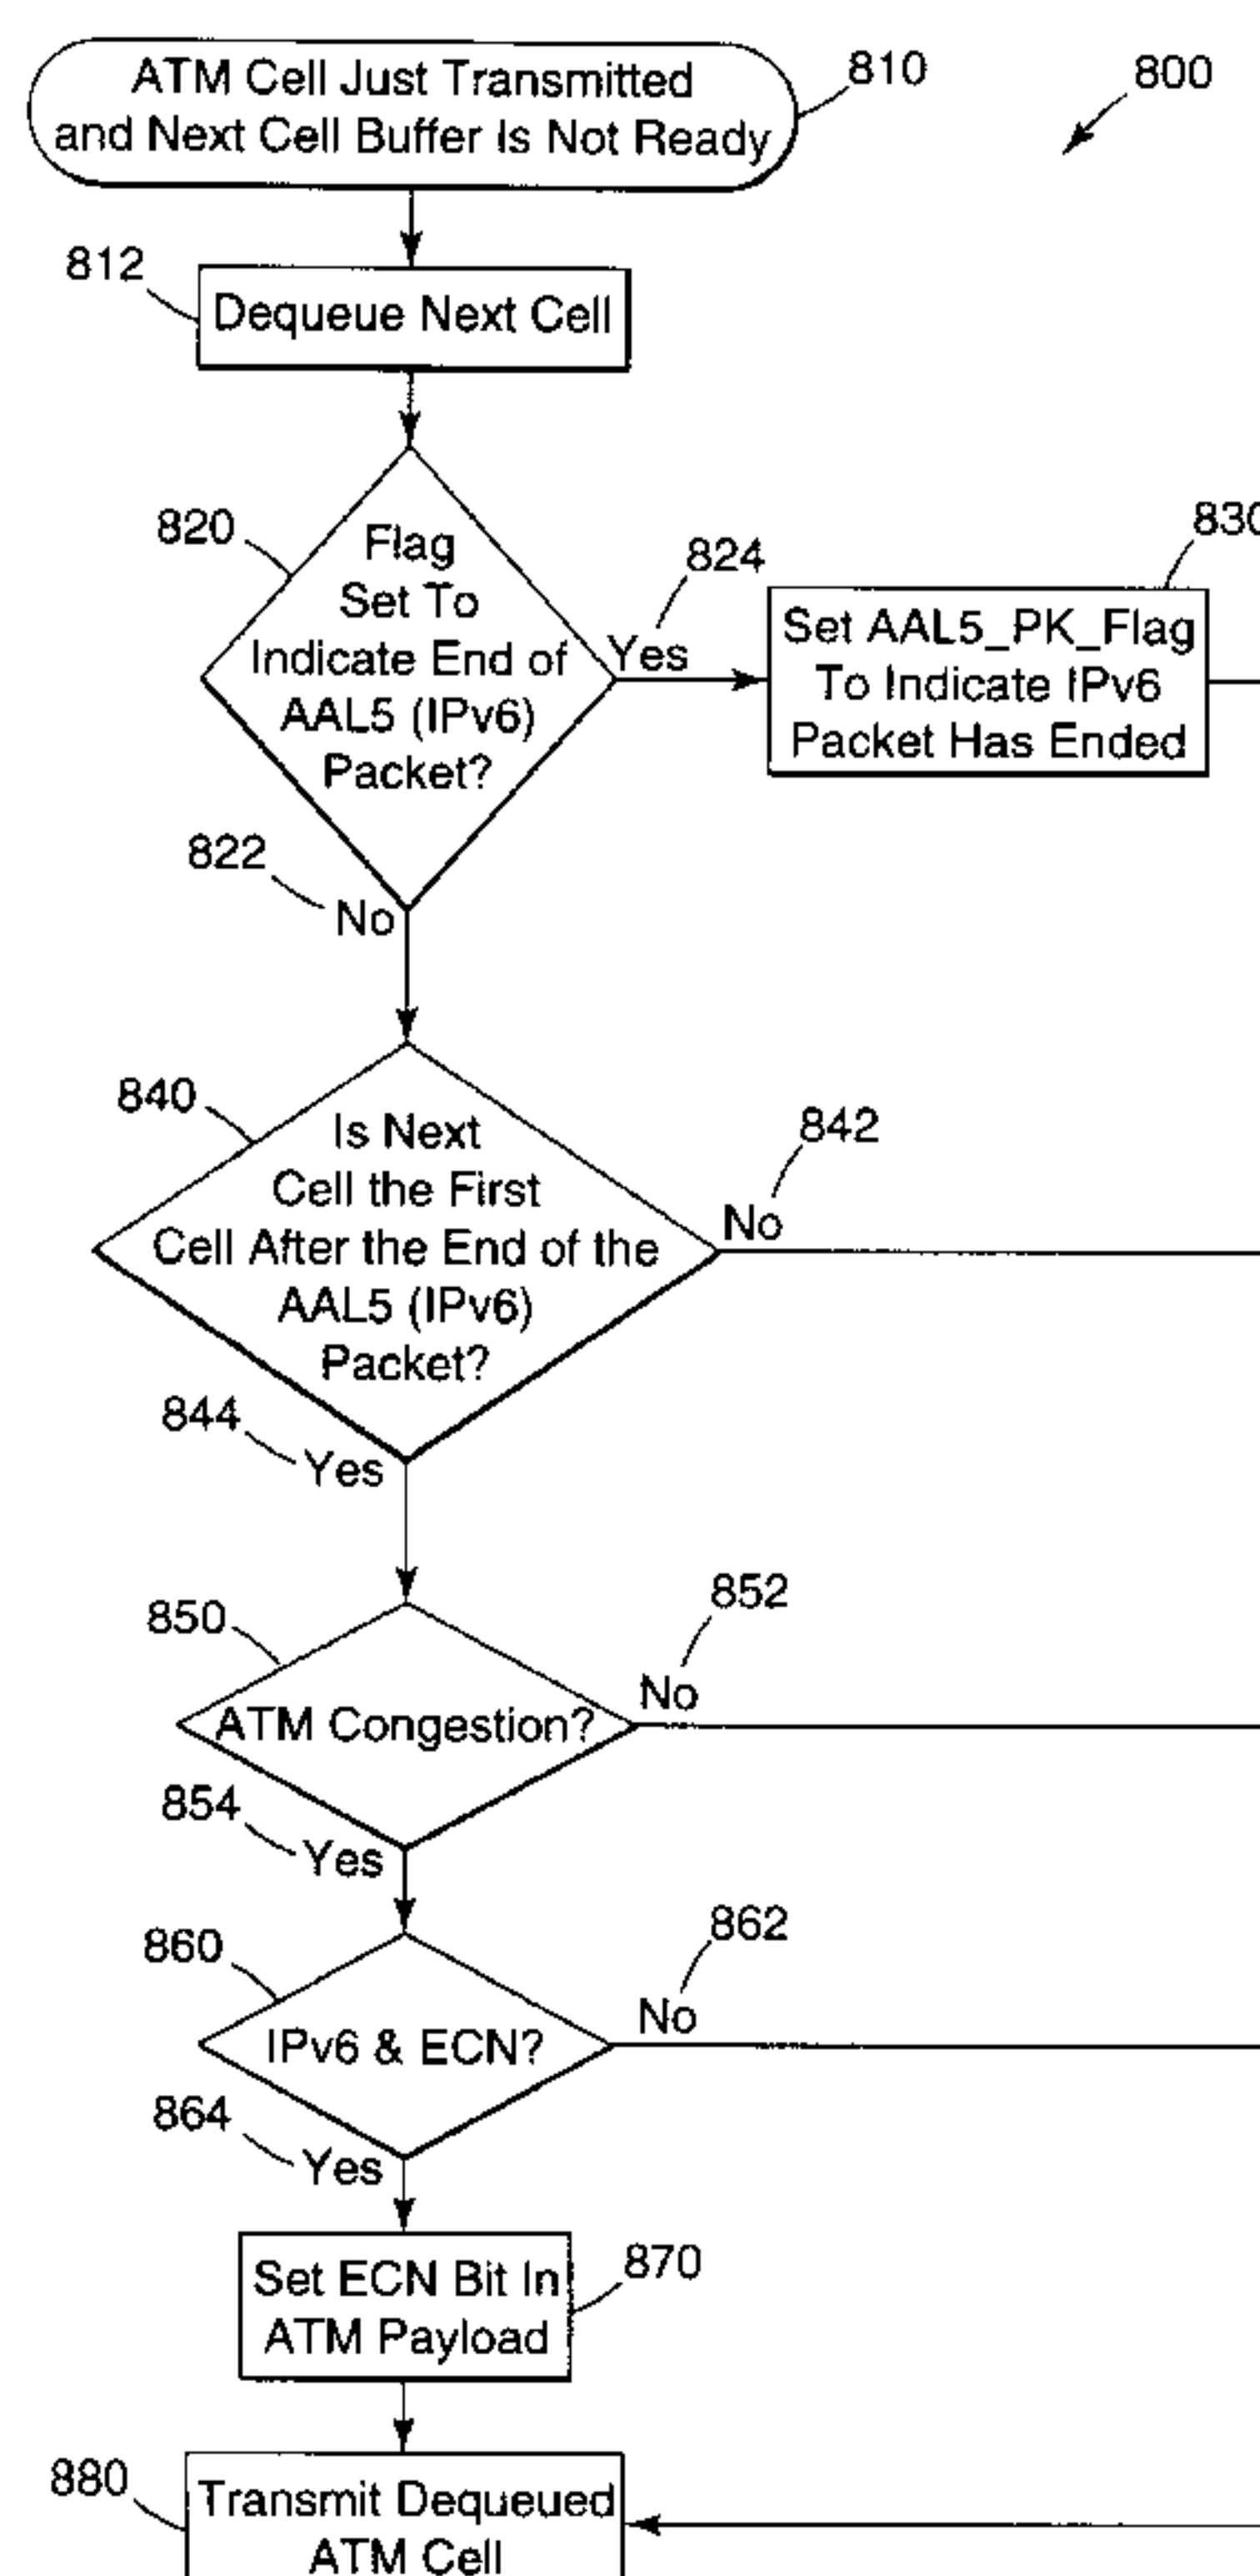 ATM Cell Just Transmitted
and Next Cell Buffer Is Not Ready
810
800
812
Dequeue Next Cell
820
Flag
Set To
Indicate End of
AAL5 (IPv6)
Packet?
824
Yes
830
Set AAL5_PK_Flag
To Indicate IPv6
Packet Has Ended
822
No
840
Is Next
Cell the First
Cell After the End of the
AAL5 (IPv6)
Packet?
842
No
844
Yes
850
ATM Congestion?
852
No
854
Yes
860
IPv6 & ECN?
862
No
864
Yes
Set ECN Bit In
ATM Payload
870
880
Transmit Dequeued
ATM Cell